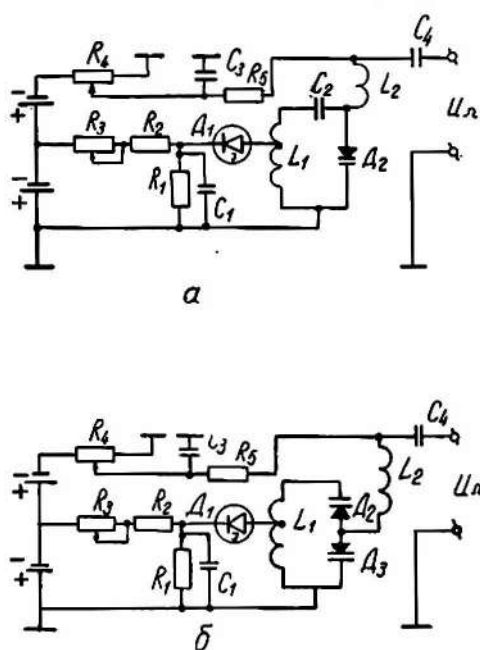 R₄ C₃ R₅ C₄
− + R₃ R₂ Д₁ C₂ L₂
− + R₁ C₁ L₁ Д₂ Uл
а
R₄ C₃ R₅ C₄
− + R₃ R₂ Д₁ L₁ Д₂ L₂ Uл
− + R₁ C₁ Д₃
б